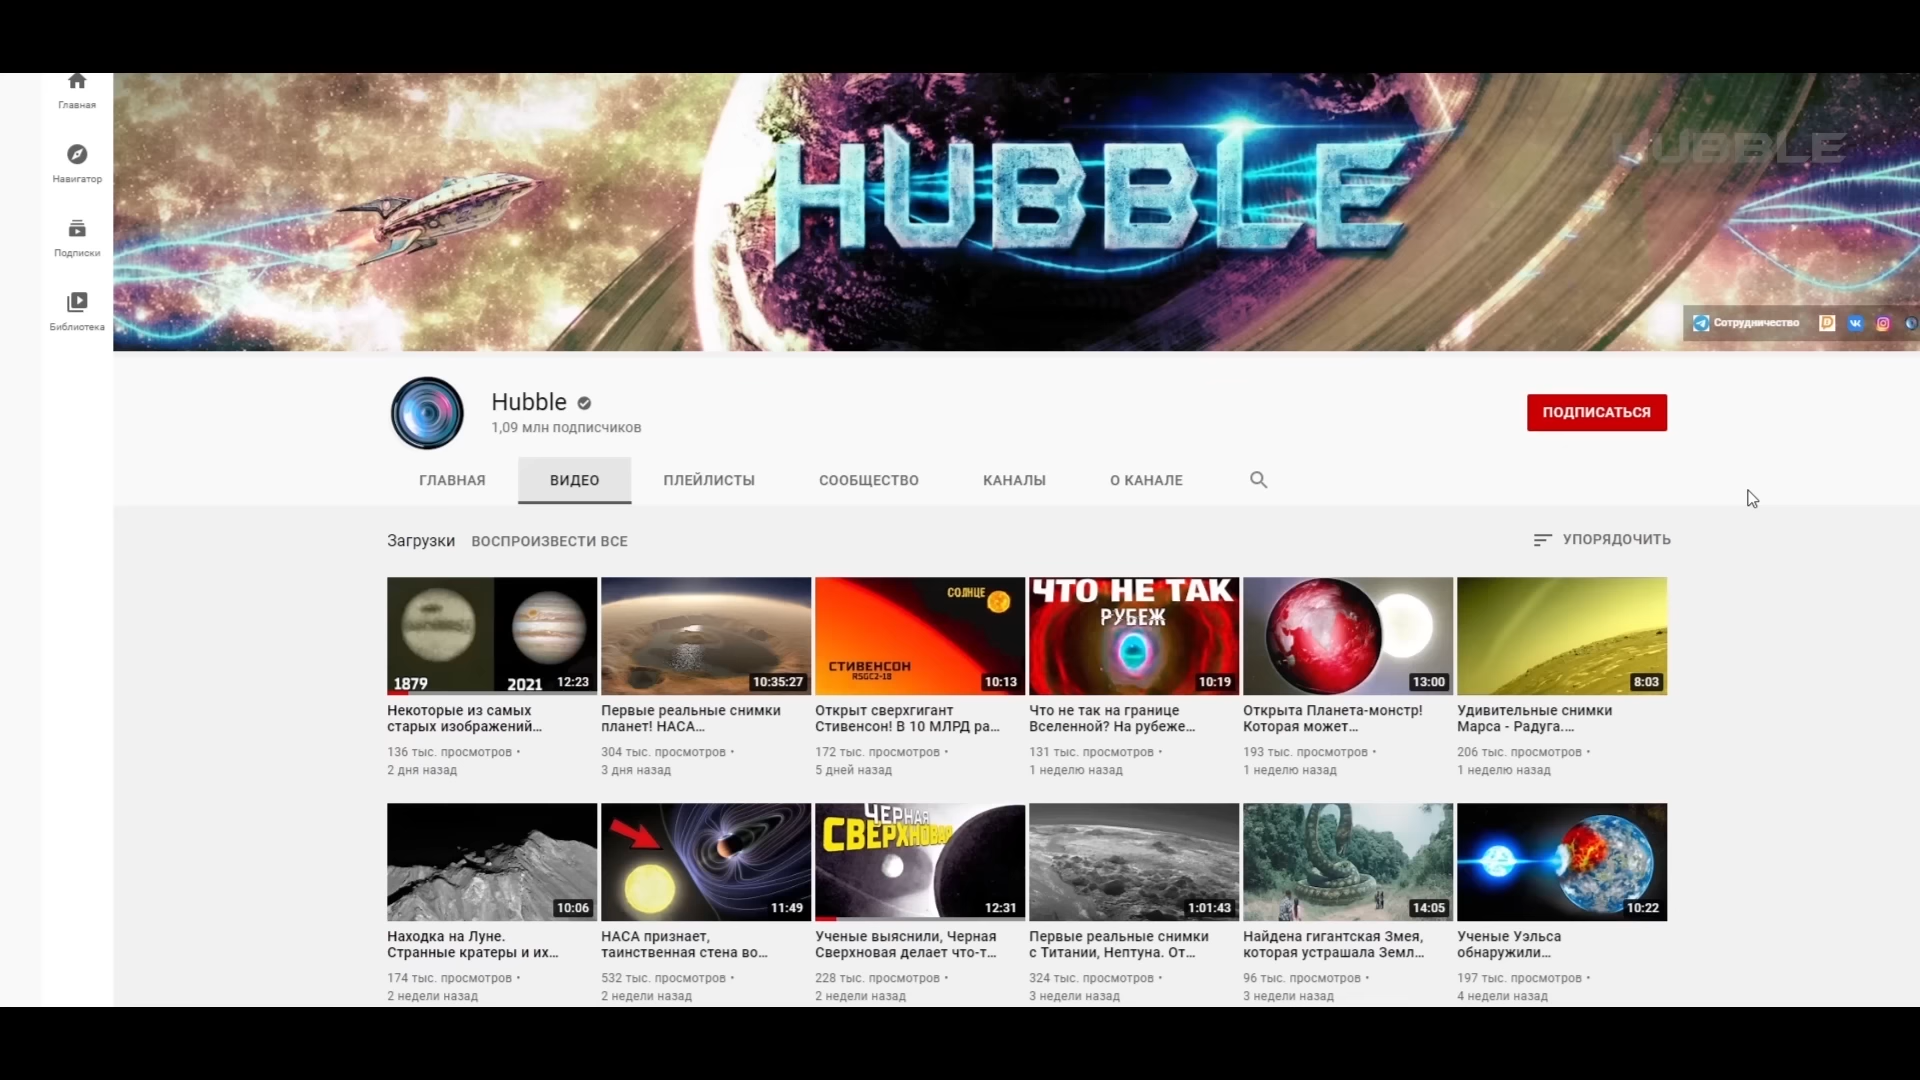 Главная
Навигатор
Подписки
Библиотека
HUBBLE
HUBBLE
Сотрудничество
Hubble
1,09 млн подписчиков
ПОДПИСАТЬСЯ
ГЛАВНАЯ ВИДЕО ПЛЕЙЛИСТЫ СООБЩЕСТВО КАНАЛЫ О КАНАЛЕ
Загрузки ВОСПРОИЗВЕСТИ ВСЕ УПОРЯДОЧИТЬ
1879 2021 12:23
10:35:27
СОЛНЦЕ
СТИВЕНСОН
RSGC2-18
10:13
ЧТО НЕ ТАК
РУБЕЖ
10:19
13:00
8:03
Некоторые из самых
старых изображений...
136 тыс. просмотров •
2 дня назад
Первые реальные снимки
планет! НАСА...
304 тыс. просмотров •
3 дня назад
Открыт сверхгигант
Стивенсон! В 10 МЛРД ра...
172 тыс. просмотров •
5 дней назад
Что не так на границе
Вселенной? На рубеже...
131 тыс. просмотров •
1 неделю назад
Открыта Планета-монстр!
Которая может...
193 тыс. просмотров •
1 неделю назад
Удивительные снимки
Марса - Радуга....
206 тыс. просмотров •
1 неделю назад
10:06
11:49
ЧЕРНАЯ
СВЕРХНОВАЯ
12:31
1:01:43
14:05
10:22
Находка на Луне.
Странные кратеры и их...
174 тыс. просмотров •
2 недели назад
НАСА признает,
таинственная стена во...
532 тыс. просмотров •
2 недели назад
Ученые выяснили, Черная
Сверхновая делает что-т...
228 тыс. просмотров •
2 недели назад
Первые реальные снимки
с Титании, Нептуна. От...
324 тыс. просмотров •
3 недели назад
Найдена гигантская Змея,
которая устрашала Земл...
96 тыс. просмотров •
3 недели назад
Ученые Уэльса
обнаружили...
197 тыс. просмотров •
4 недели назад